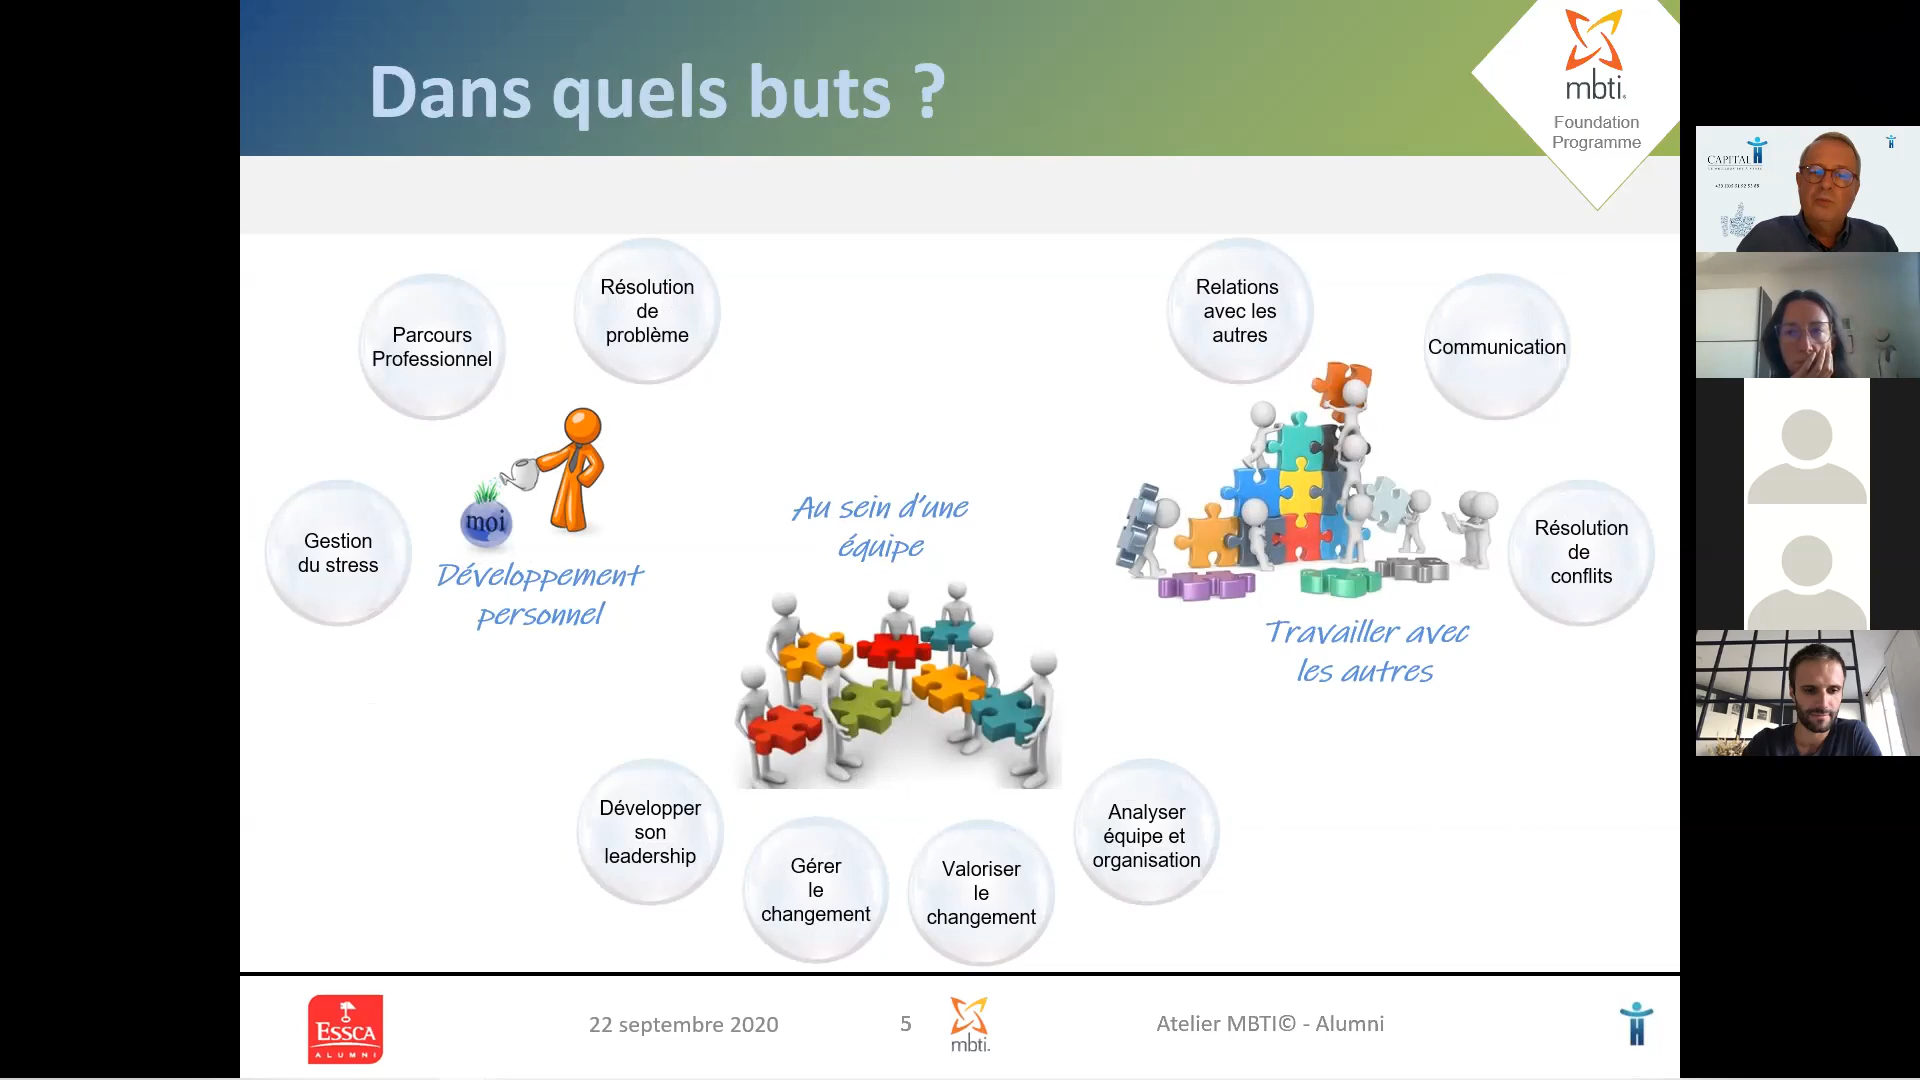 Dans quels buts ?
mbti.
Foundation
Programme
Parcours
Professionnel
Résolution
de
problème
Gestion
du stress
moi
Développement
personnel
Au sein d'une
équipe
Relations
avec les
autres
Communication
Résolution
de
conflits
Travailler avec
les autres
Développer
son
leadership
Gérer
le
changement
Valoriser
le
changement
Analyser
équipe et
organisation
ESSCA
ALUMNI
22 septembre 2020
5
mbti.
Atelier MBTI© - Alumni
CAPITAL H